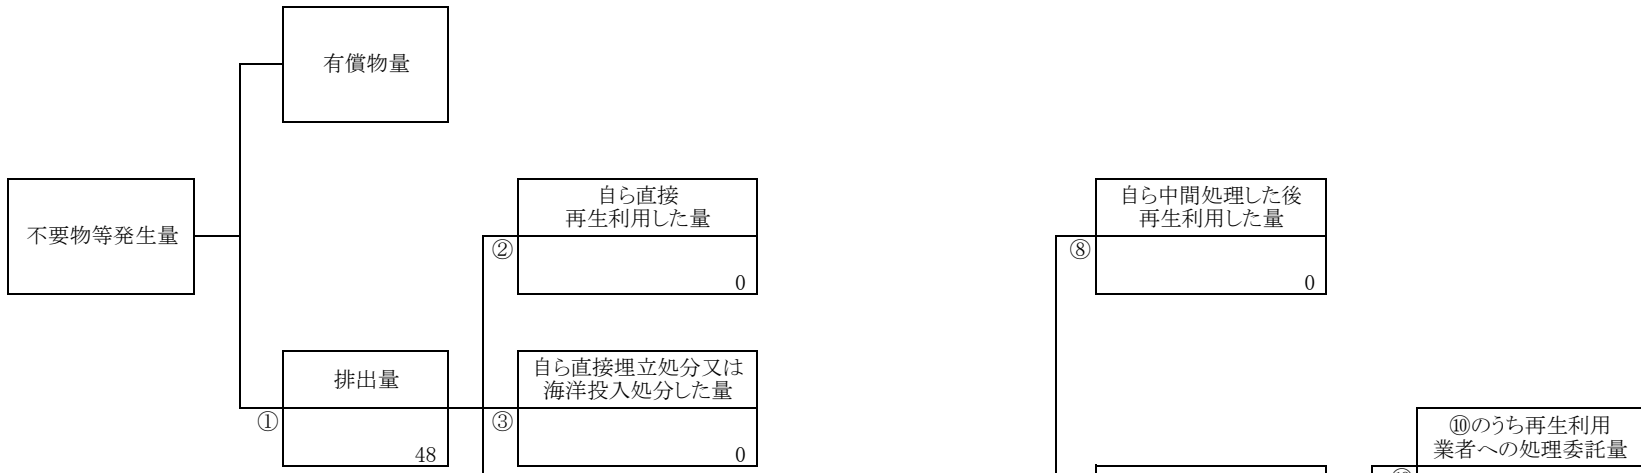 有償物量
不要物等発生量
自ら直接
再生利用した量
②
0
自ら中間処理した後
再生利用した量
⑧
0
排出量
①
48
自ら直接埋立処分又は
海洋投入処分した量
③
0
⑩のうち再生利用
業者への処理委託量